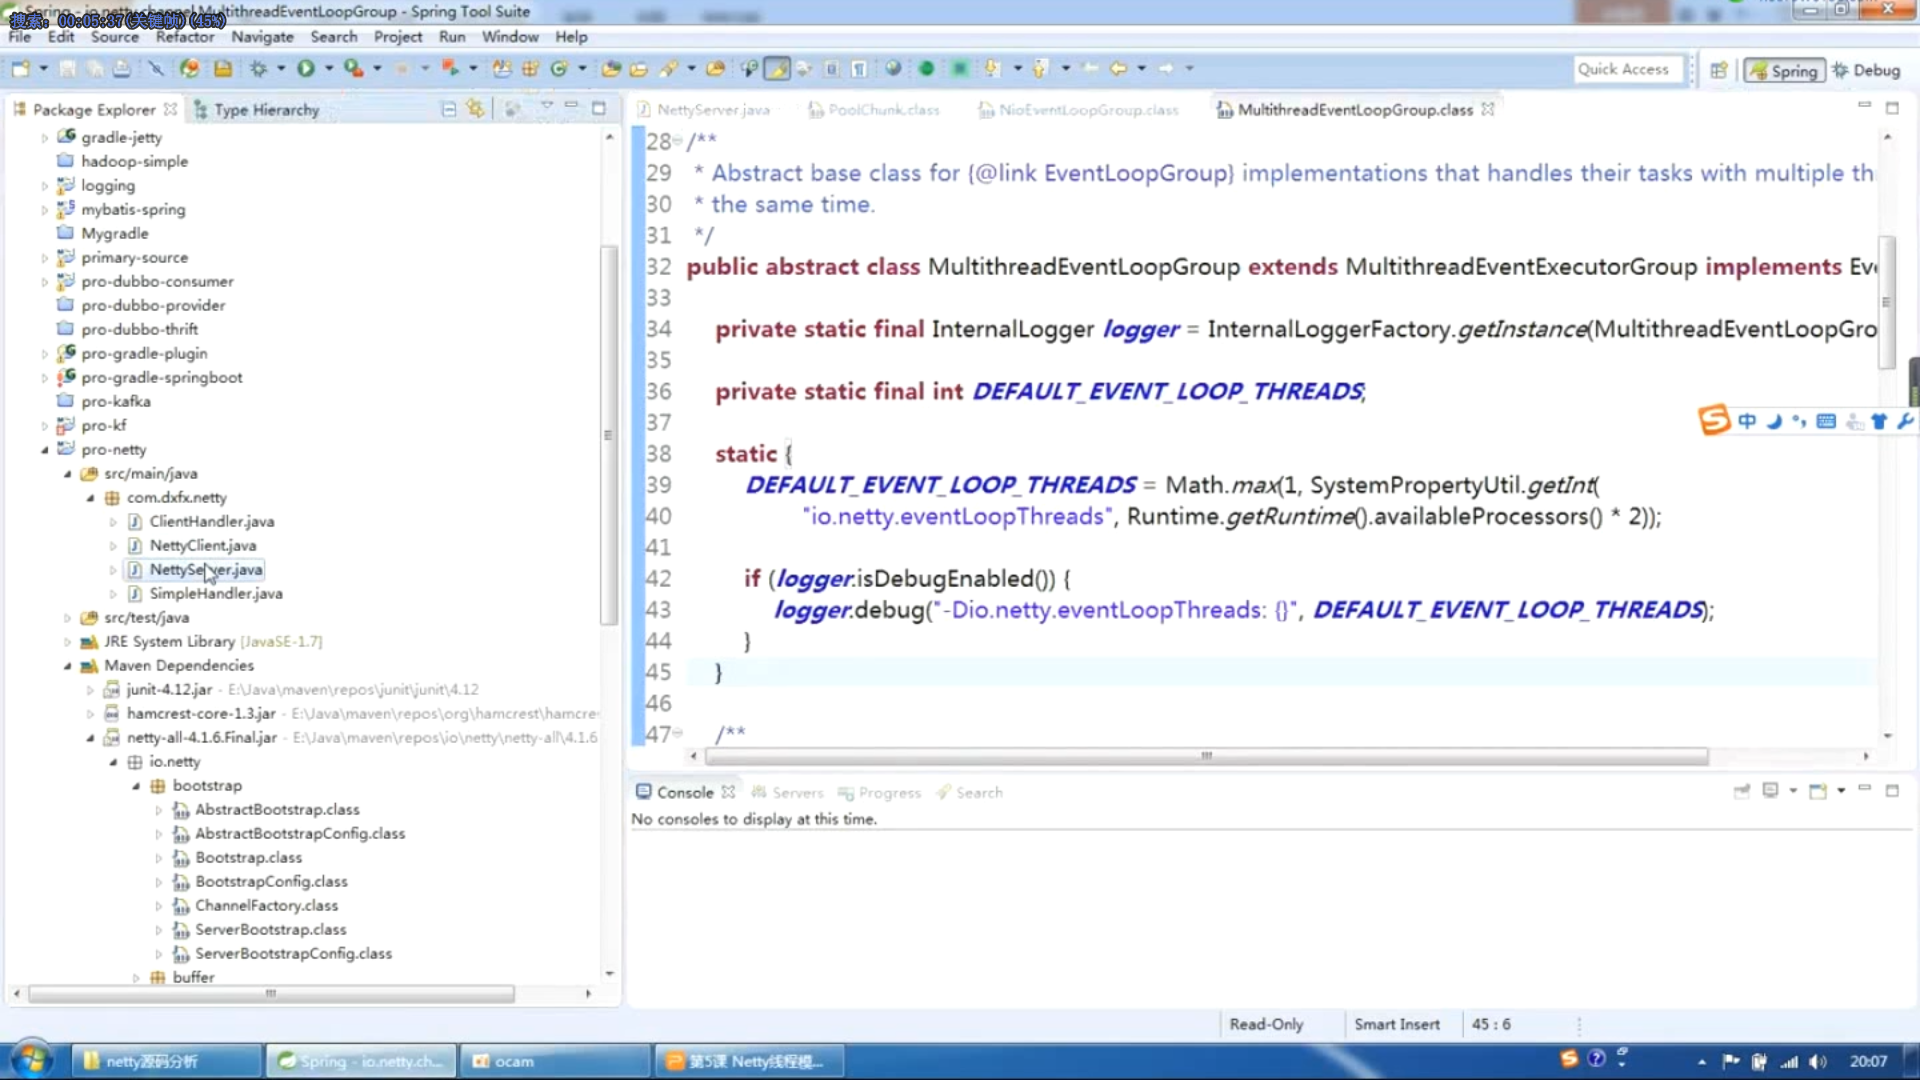 Spring - io.netty.channel.MultithreadEventLoopGroup - Spring Tool Suite
搜索: 00:05:37(关键帧)(45%)
File Edit Source Refactor Navigate Search Project Run Window Help
Quick Access
Spring
Debug
Package Explorer
Type Hierarchy
gradle-jetty
hadoop-simple
logging
mybatis-spring
Mygradle
primary-source
pro-dubbo-consumer
pro-dubbo-provider
pro-dubbo-thrift
pro-gradle-plugin
pro-gradle-springboot
pro-kafka
pro-kf
pro-netty
src/main/java
com.dxfx.netty
ClientHandler.java
NettyClient.java
NettyServer.java
SimpleHandler.java
src/test/java
JRE System Library [JavaSE-1.7]
Maven Dependencies
junit-4.12.jar - E:\Java\maven\repos\junit\junit\4.12
hamcrest-core-1.3.jar - E:\Java\maven\repos\org\hamcrest\hamcre
netty-all-4.1.6.Final.jar - E:\Java\maven\repos\io\netty\netty-all\4.1.6
io.netty
bootstrap
AbstractBootstrap.class
AbstractBootstrapConfig.class
Bootstrap.class
BootstrapConfig.class
ChannelFactory.class
ServerBootstrap.class
ServerBootstrapConfig.class
buffer
NettyServer.java PoolChunk.class NioEventLoopGroup.class MultithreadEventLoopGroup.class
28 /**
29 * Abstract base class for {@link EventLoopGroup} implementations that handles their tasks with multiple th
30 * the same time.
31 */
32 public abstract class MultithreadEventLoopGroup extends MultithreadEventExecutorGroup implements Ev
33
34 private static final InternalLogger logger = InternalLoggerFactory.getInstance(MultithreadEventLoopGro
35
36 private static final int DEFAULT_EVENT_LOOP_THREADS;
37
38 static {
39 DEFAULT_EVENT_LOOP_THREADS = Math.max(1, SystemPropertyUtil.getInt(
40 "io.netty.eventLoopThreads", Runtime.getRuntime().availableProcessors() * 2));
41
42 if (logger.isDebugEnabled()) {
43 logger.debug("-Dio.netty.eventLoopThreads: {}", DEFAULT_EVENT_LOOP_THREADS);
44 }
45 }
46
47 /**
中
Console Servers Progress Search
No consoles to display at this time.
Read-Only Smart Insert 45 : 6
netty源码分析
Spring - io.netty.ch...
ocam
第5课 Netty线程模...
20:07